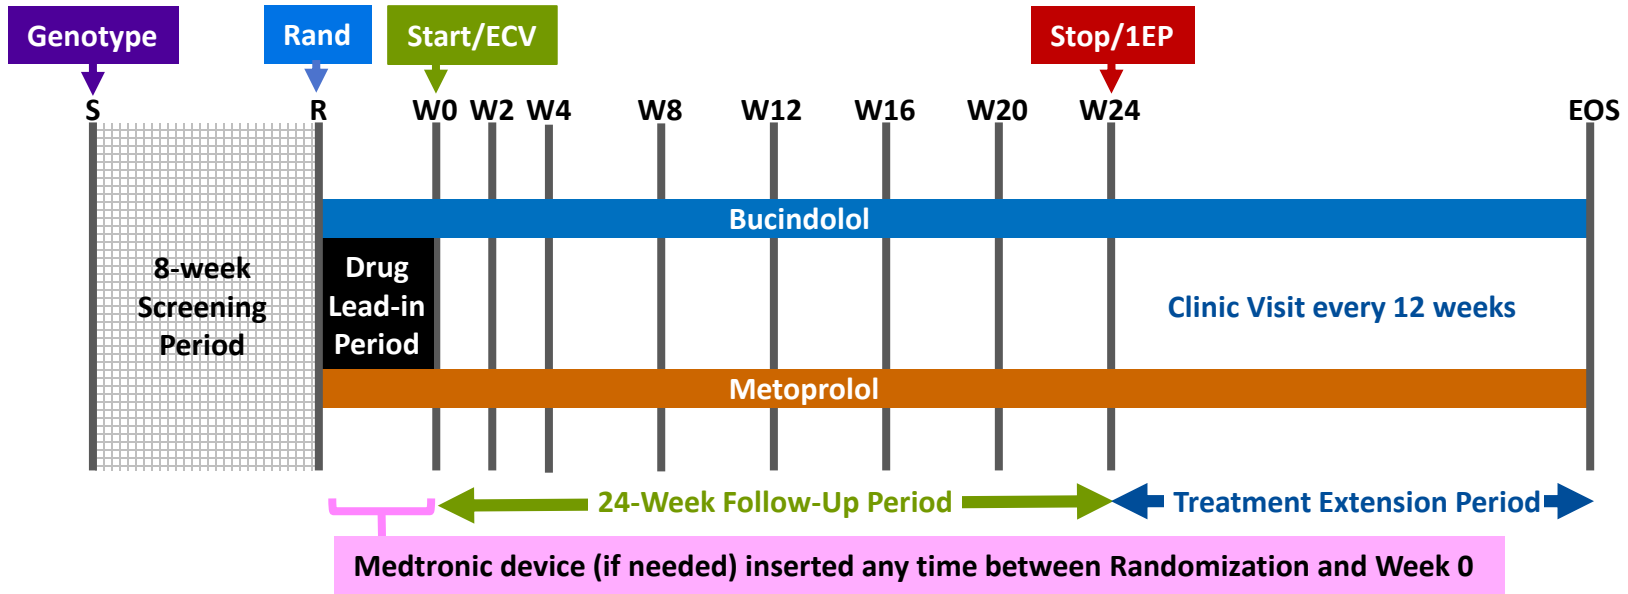 Genotype
Rand
Start/ECV
Stop/1EP
S
R
W0
W2
W4
W8
W12
W16
W20
W24
EOS
Bucindolol
8-week
Screening
Period
Drug
Lead-in
Period
Clinic Visit every 12 weeks
Metoprolol
24-Week Follow-Up Period
Treatment Extension Period
Medtronic device (if needed) inserted any time between Randomization and Week 0